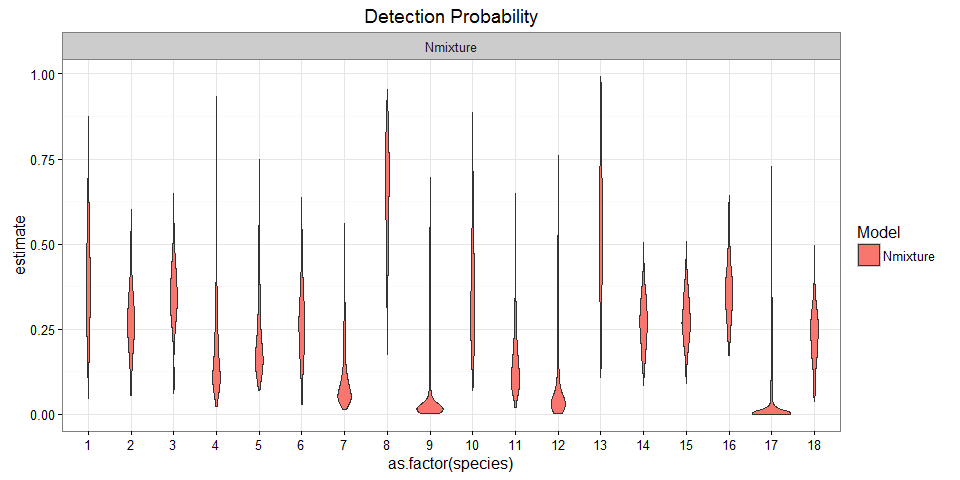 Detection Probability
Nmixture
1.00
0.75
0.50
0.25
0.00
estimate
1 2 3 4 5 6 7 8 9 10 11 12 13 14 15 16 17 18
as.factor(species)
Model
Nmixture